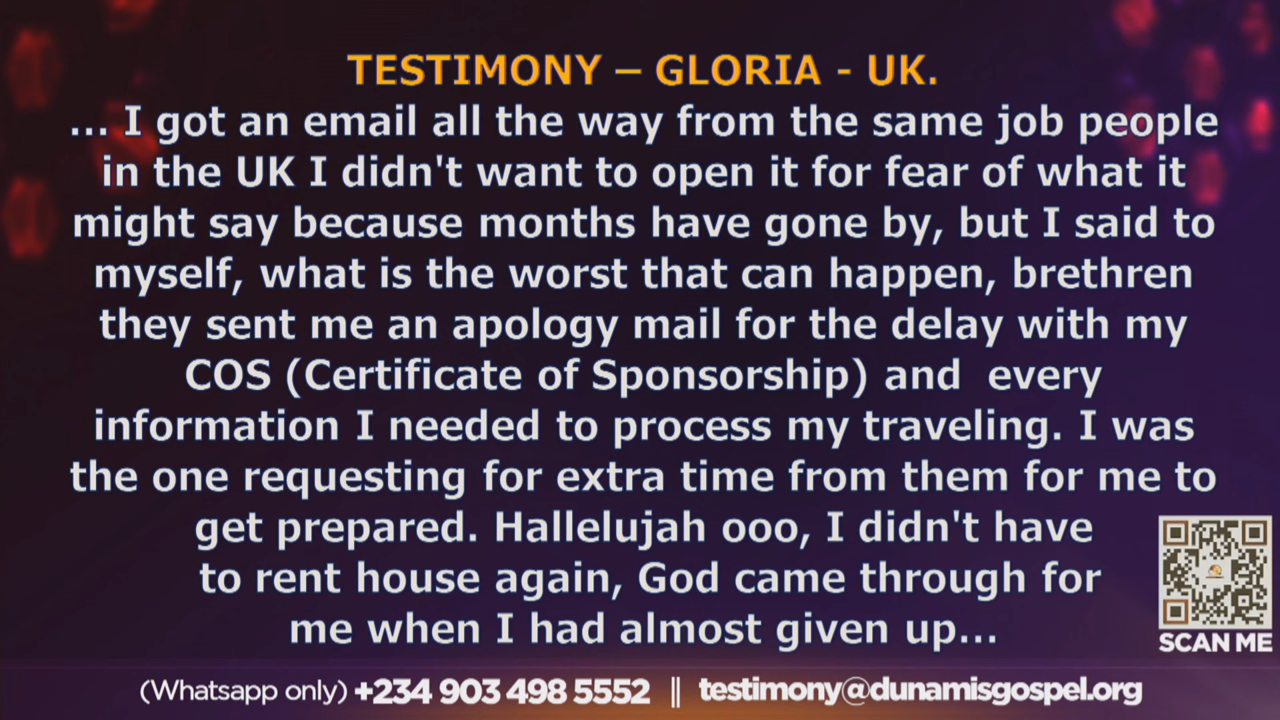 TESTIMONY – GLORIA - UK.
... I got an email all the way from the same job people
in the UK I didn't want to open it for fear of what it
might say because months have gone by, but I said to
myself, what is the worst that can happen, brethren
they sent me an apology mail for the delay with my
COS (Certificate of Sponsorship) and  every
information I needed to process my traveling. I was
the one requesting for extra time from them for me to
get prepared. Hallelujah ooo, I didn't have
to rent house again, God came through for
me when I had almost given up...
SCAN ME
(Whatsapp only) +234 903 498 5552 || testimony@dunamisgospel.org